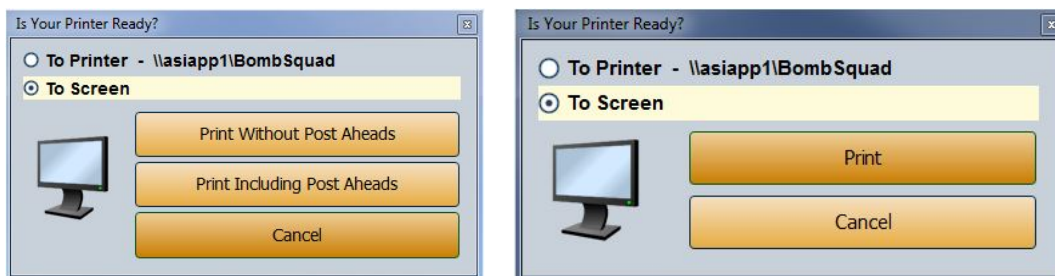 Is Your Printer Ready?
To Printer - \\asiapp1\BombSquad
To Screen
Print Without Post Aheads
Print Including Post Aheads
Cancel
Is Your Printer Ready?
To Printer - \\asiapp1\BombSquad
To Screen
Print
Cancel